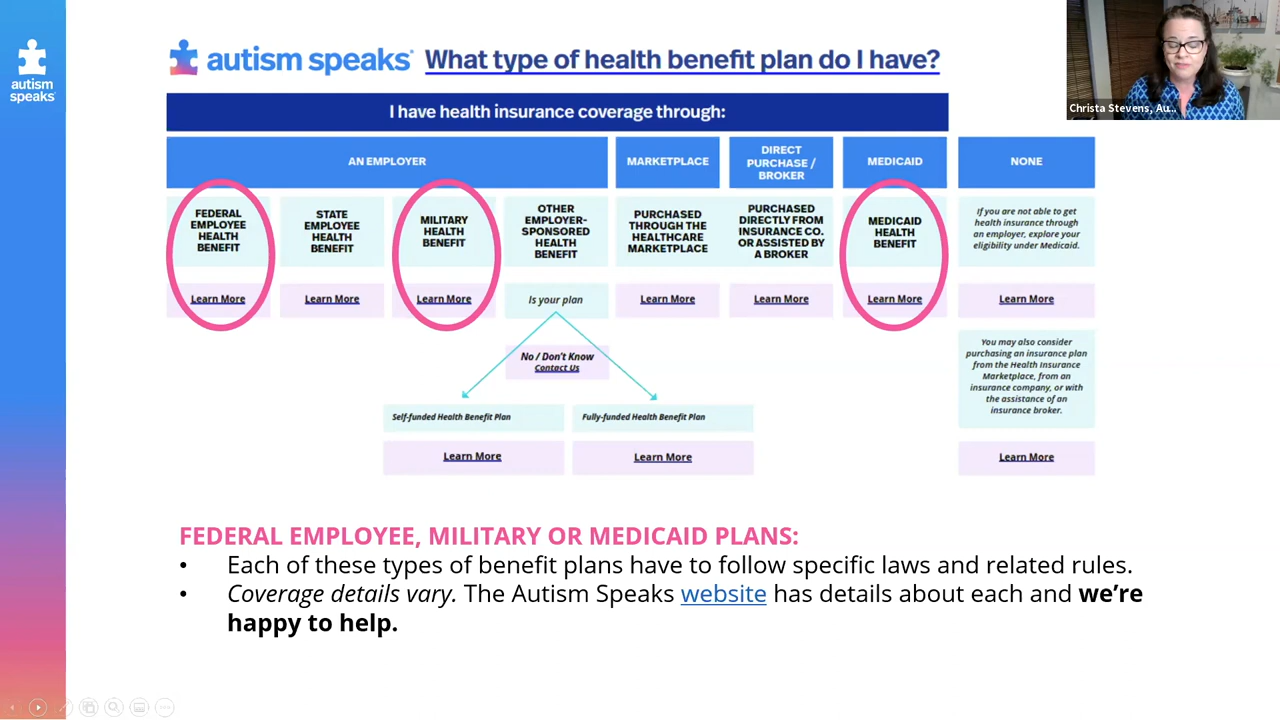 autism
speaks
autism speaks What type of health benefit plan do I have?
Christa Stevens, Au...
I have health insurance coverage through:
AN EMPLOYER
MARKETPLACE
DIRECT
PURCHASE /
BROKER
MEDICAID
NONE
FEDERAL
EMPLOYEE
HEALTH
BENEFIT
STATE
EMPLOYEE
HEALTH
BENEFIT
MILITARY
HEALTH
BENEFIT
OTHER
EMPLOYER-
SPONSORED
HEALTH
BENEFIT
PURCHASED
THROUGH THE
HEALTHCARE
MARKETPLACE
PURCHASED
DIRECTLY FROM
INSURANCE CO.
OR ASSISTED BY
A BROKER
MEDICAID
HEALTH
BENEFIT
If you are not able to get
health insurance through
an employer, explore your
eligibility under Medicaid.
Learn More
Learn More
Learn More
Is your plan
Learn More
Learn More
Learn More
Learn More
No / Don't Know
Contact Us
You may also consider
purchasing an insurance plan
from the Health Insurance
Marketplace, from an
insurance company, or with
the assistance of an
insurance broker.
Self-funded Health Benefit Plan
Fully-funded Health Benefit Plan
Learn More
Learn More
Learn More
FEDERAL EMPLOYEE, MILITARY OR MEDICAID PLANS:
• Each of these types of benefit plans have to follow specific laws and related rules.
• Coverage details vary. The Autism Speaks website has details about each and we're
happy to help.